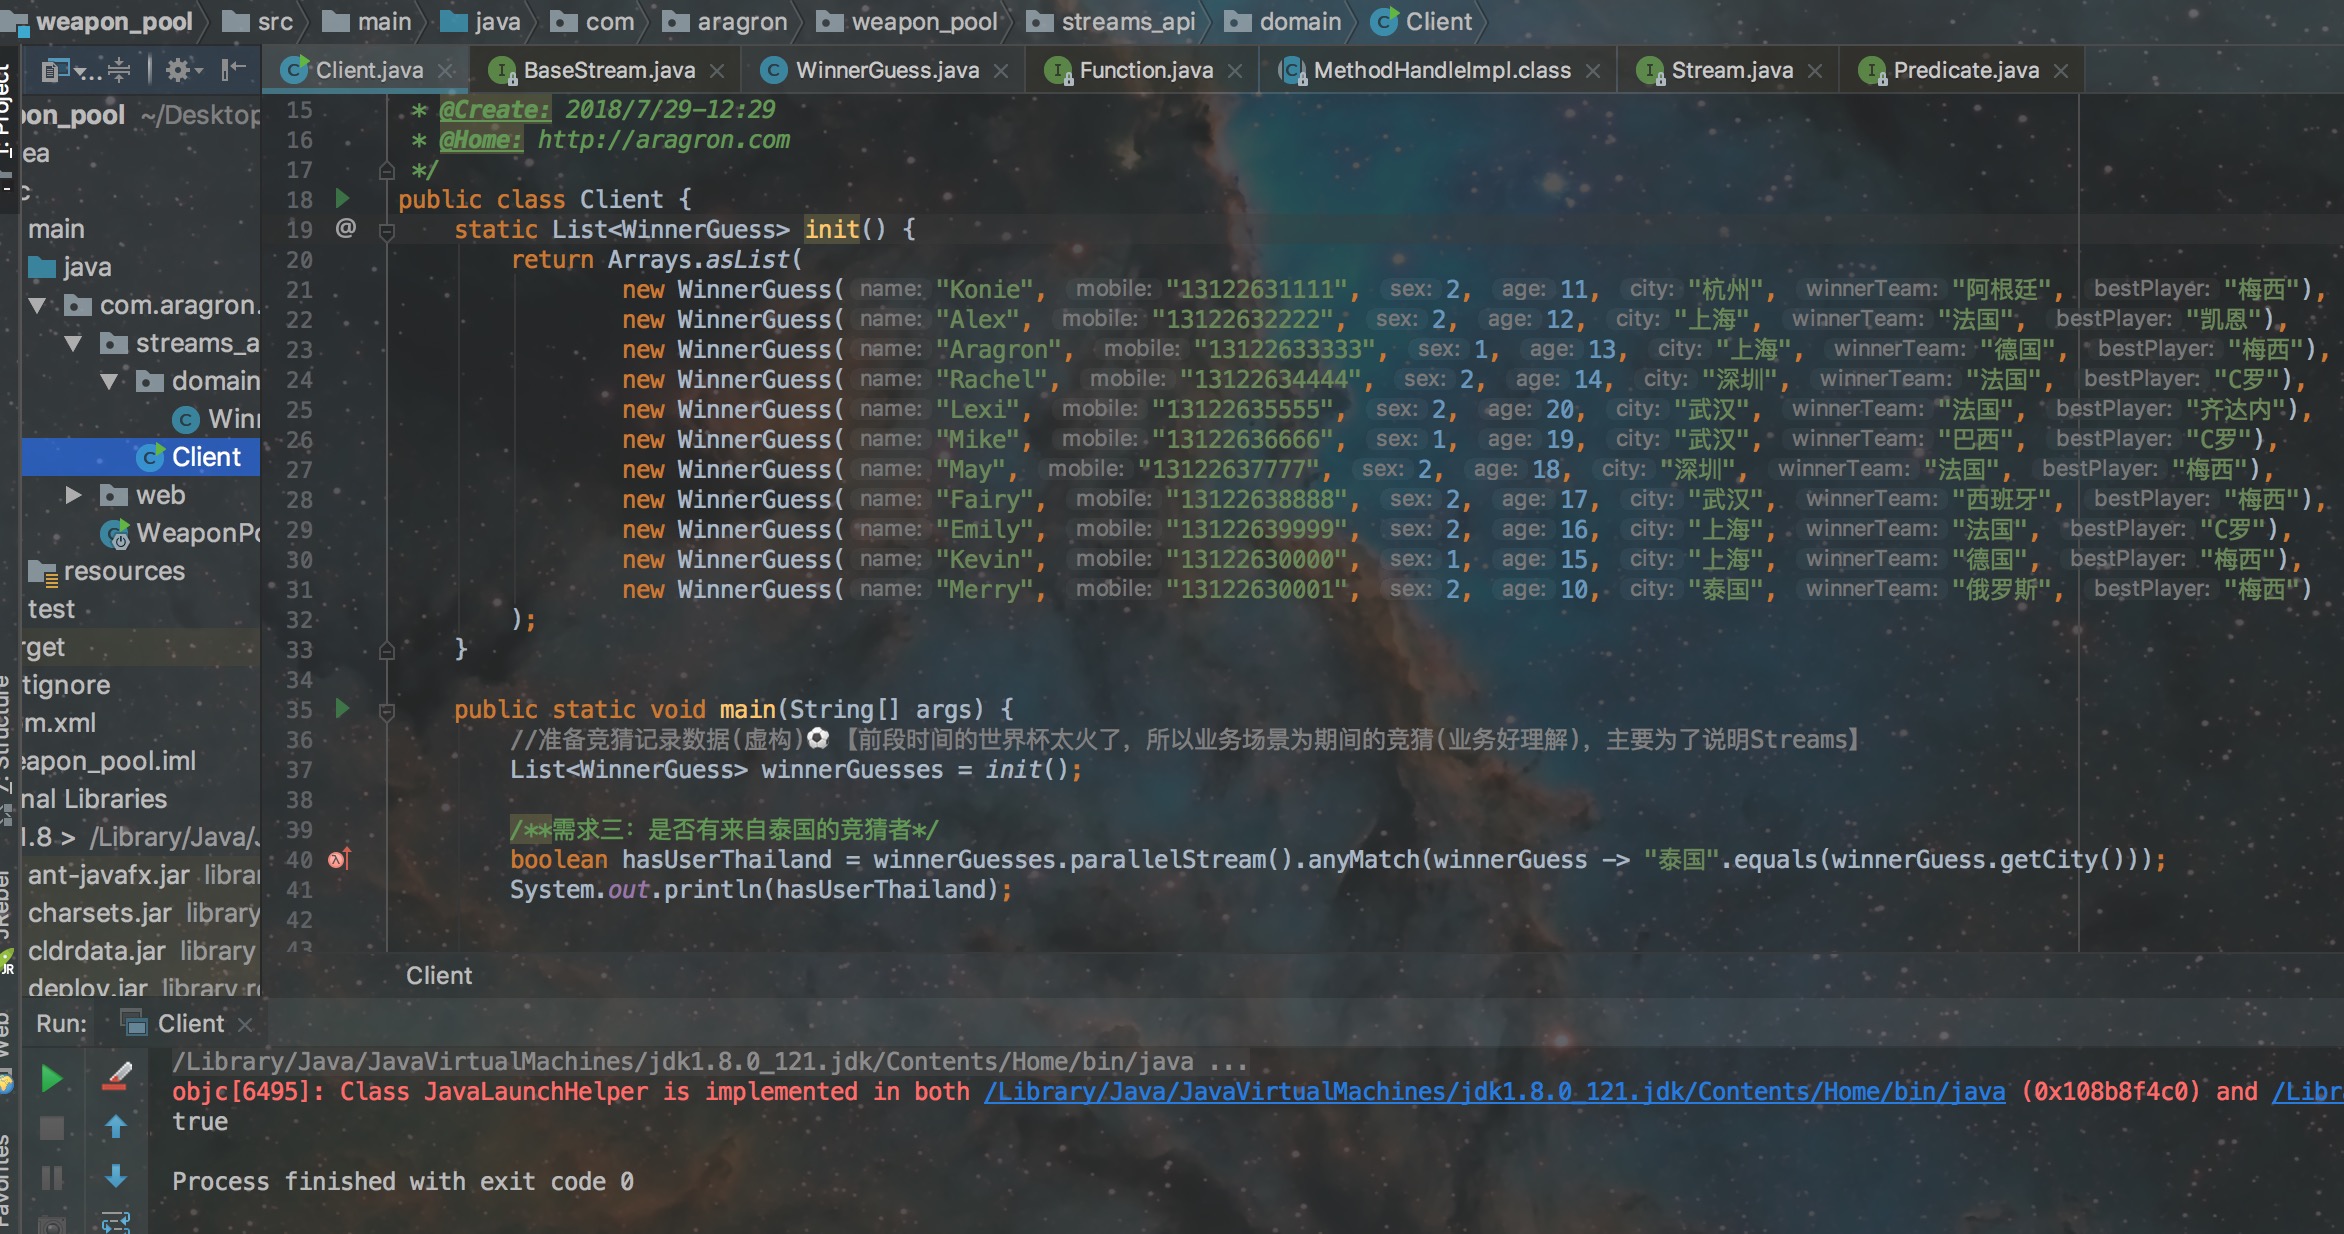 weapon_pool src main java com aragron weapon_pool streams_api domain Client
Client.java BaseStream.java WinnerGuess.java Function.java MethodHandleImpl.class Stream.java Predicate.java
pon_pool ~/Desktop
ea
main
java
com.aragron.
streams_a
domain
Winn
Client
web
WeaponPo
resources
test
rget
tignore
m.xml
eapon_pool.iml
nal Libraries
1.8 > /Library/Java/J
ant-javafx.jar librar
charsets.jar library
cldrdata.jar library
deploy.jar library ro
1: Project
7: Structure
JRebel
Web
Favorites
15 * @Create: 2018/7/29-12:29
16 * @Home: http://aragron.com
17 */
18 public class Client {
19 @ static List<WinnerGuess> init() {
20 return Arrays.asList(
21 new WinnerGuess( name: "Konie", mobile: "13122631111", sex: 2, age: 11, city: "杭州", winnerTeam: "阿根廷", bestPlayer: "梅西"),
22 new WinnerGuess( name: "Alex", mobile: "13122632222", sex: 2, age: 12, city: "上海", winnerTeam: "法国", bestPlayer: "凯恩"),
23 new WinnerGuess( name: "Aragron", mobile: "13122633333", sex: 1, age: 13, city: "上海", winnerTeam: "德国", bestPlayer: "梅西"),
24 new WinnerGuess( name: "Rachel", mobile: "13122634444", sex: 2, age: 14, city: "深圳", winnerTeam: "法国", bestPlayer: "C罗"),
25 new WinnerGuess( name: "Lexi", mobile: "13122635555", sex: 2, age: 20, city: "武汉", winnerTeam: "法国", bestPlayer: "齐达内"),
26 new WinnerGuess( name: "Mike", mobile: "13122636666", sex: 1, age: 19, city: "武汉", winnerTeam: "巴西", bestPlayer: "C罗"),
27 new WinnerGuess( name: "May", mobile: "13122637777", sex: 2, age: 18, city: "深圳", winnerTeam: "法国", bestPlayer: "梅西"),
28 new WinnerGuess( name: "Fairy", mobile: "13122638888", sex: 2, age: 17, city: "武汉", winnerTeam: "西班牙", bestPlayer: "梅西"),
29 new WinnerGuess( name: "Emily", mobile: "13122639999", sex: 2, age: 16, city: "上海", winnerTeam: "法国", bestPlayer: "C罗"),
30 new WinnerGuess( name: "Kevin", mobile: "13122630000", sex: 1, age: 15, city: "上海", winnerTeam: "德国", bestPlayer: "梅西"),
31 new WinnerGuess( name: "Merry", mobile: "13122630001", sex: 2, age: 10, city: "泰国", winnerTeam: "俄罗斯", bestPlayer: "梅西")
32 );
33 }
34
35 public static void main(String[] args) {
36 //准备竞猜记录数据(虚构)⚽【前段时间的世界杯太火了，所以业务场景为期间的竞猜(业务好理解)，主要为了说明Streams】
37 List<WinnerGuess> winnerGuesses = init();
38
39 /**需求三：是否有来自泰国的竞猜者*/
40 boolean hasUserThailand = winnerGuesses.parallelStream().anyMatch(winnerGuess -> "泰国".equals(winnerGuess.getCity()));
41 System.out.println(hasUserThailand);
42
43
Client
Run: Client
/Library/Java/JavaVirtualMachines/jdk1.8.0_121.jdk/Contents/Home/bin/java ...
objc[6495]: Class JavaLaunchHelper is implemented in both /Library/Java/JavaVirtualMachines/jdk1.8.0_121.jdk/Contents/Home/bin/java (0x108b8f4c0) and /Libr
true
Process finished with exit code 0